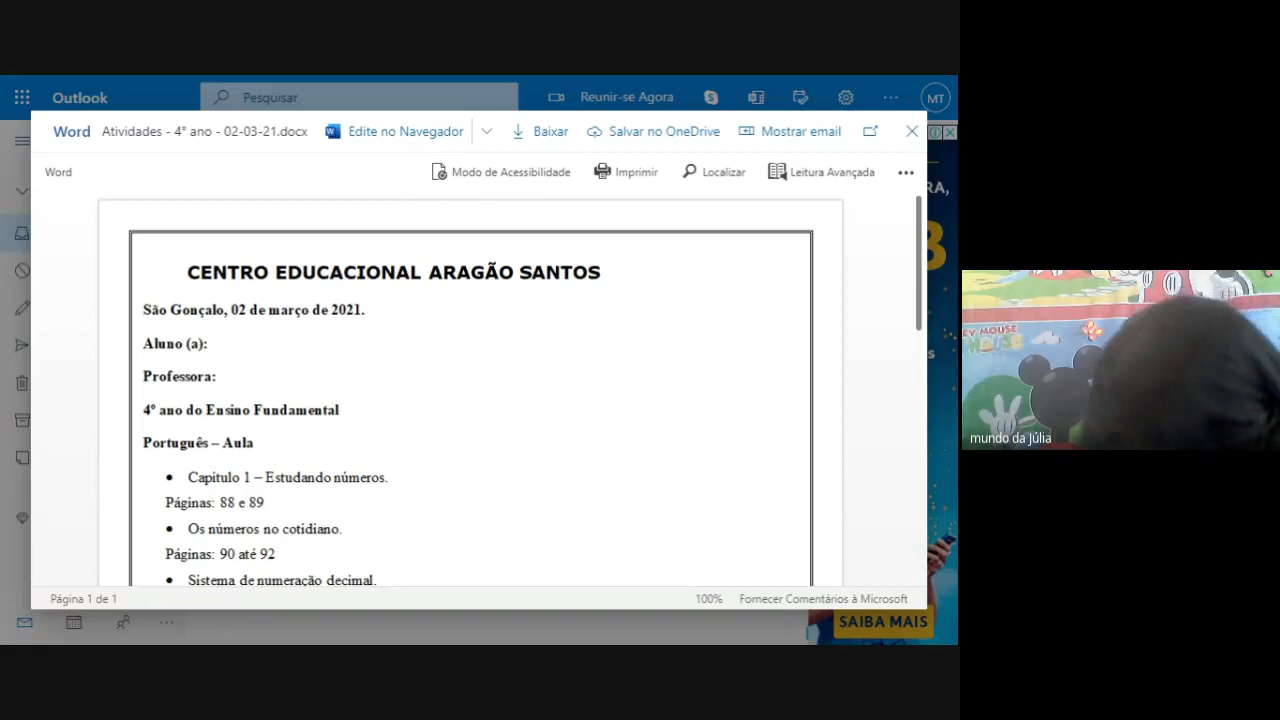 Outlook
Pesquisar
Reunir-se Agora
MT
Word
Atividades - 4° ano - 02-03-21.docx
Edite no Navegador
Baixar
Salvar no OneDrive
Mostrar email
Word
Modo de Acessibilidade
Imprimir
Localizar
Leitura Avançada
RA,
CENTRO EDUCACIONAL ARAGÃO SANTOS
São Gonçalo, 02 de março de 2021.
Aluno (a):
Professora:
4º ano do Ensino Fundamental
Português – Aula
• Capitulo 1 – Estudando números.
Páginas: 88 e 89
• Os números no cotidiano.
Páginas: 90 até 92
• Sistema de numeração decimal.
Página 1 de 1
100%
Fornecer Comentários à Microsoft
SAIBA MAIS
EY MOUSE
mundo da Júlia